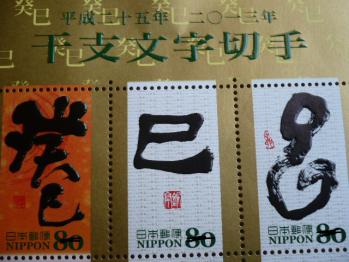 平成二十五年 二〇一三年
干支文字切手
癸巳
日本郵便
NIPPON 80
巳
日本郵便
NIPPON 80
巳
日本郵便
NIPPON 80